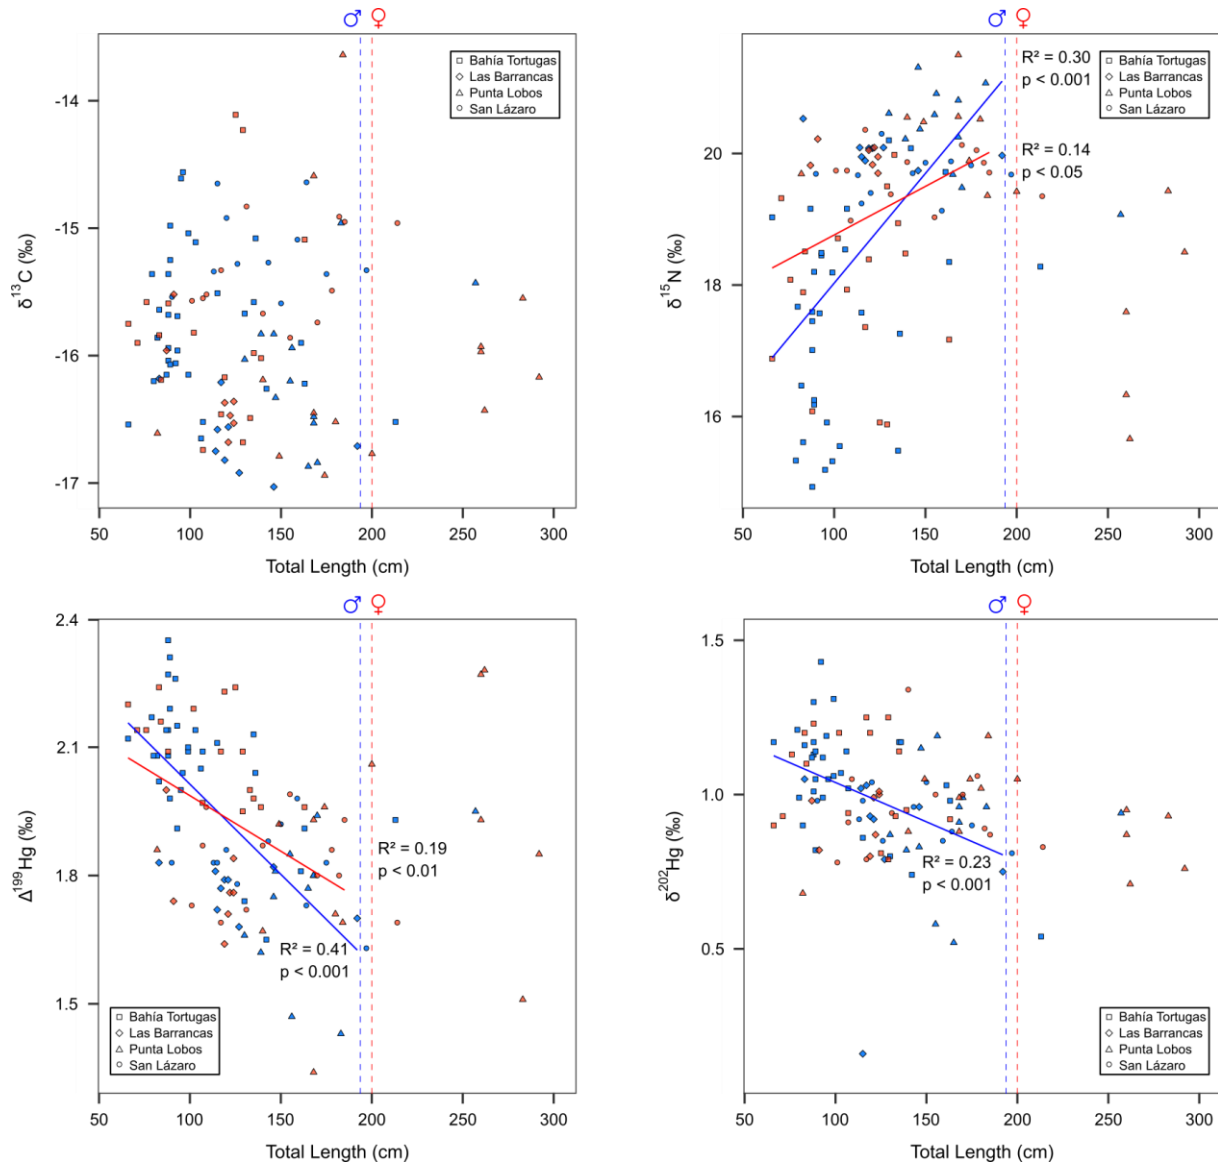 ♂ ♀
-14
-15
-16
-17
δ¹³C (‰)
Bahía Tortugas
Las Barrancas
Punta Lobos
San Lázaro
50 100 150 200 250 300
Total Length (cm)
♂ ♀
20
18
16
δ¹⁵N (‰)
R² = 0.30
p < 0.001
R² = 0.14
p < 0.05
Bahía Tortugas
Las Barrancas
Punta Lobos
San Lázaro
50 100 150 200 250 300
Total Length (cm)
♂ ♀
2.4
2.1
1.8
1.5
Δ¹⁹⁹Hg (‰)
R² = 0.19
p < 0.01
R² = 0.41
p < 0.001
Bahía Tortugas
Las Barrancas
Punta Lobos
San Lázaro
50 100 150 200 250 300
Total Length (cm)
♂ ♀
1.5
1.0
0.5
δ²⁰²Hg (‰)
R² = 0.23
p < 0.001
Bahía Tortugas
Las Barrancas
Punta Lobos
San Lázaro
50 100 150 200 250 300
Total Length (cm)